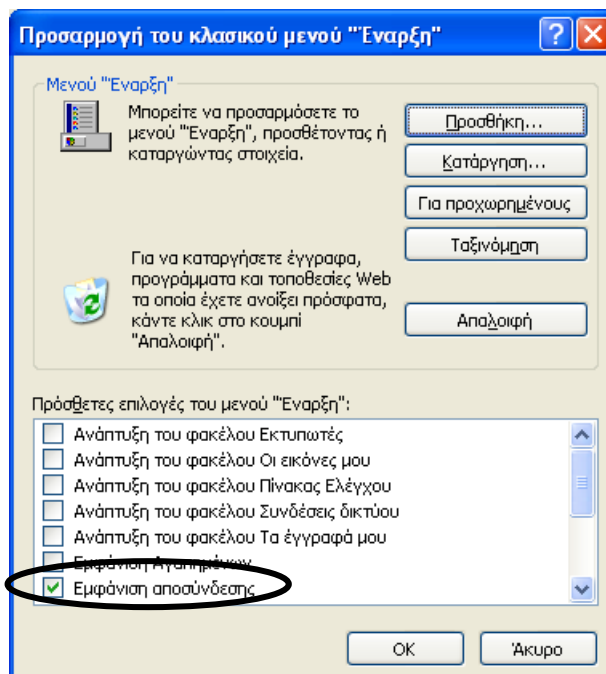 Προσαρμογή του κλασικού μενού "Έναρξη"
Μενού "Έναρξη"
Μπορείτε να προσαρμόσετε το
μενού "Έναρξη", προσθέτοντας ή
καταργώντας στοιχεία.
Προσθήκη...
Κατάργηση...
Για προχωρημένους
Ταξινόμηση
Για να καταργήσετε έγγραφα,
προγράμματα και τοποθεσίες Web
τα οποία έχετε ανοίξει πρόσφατα,
κάντε κλικ στο κουμπί
"Απαλοιφή".
Απαλοιφή
Πρόσθετες επιλογές του μενού "Έναρξη":
Ανάπτυξη του φακέλου Εκτυπωτές
Ανάπτυξη του φακέλου Οι εικόνες μου
Ανάπτυξη του φακέλου Πίνακας Ελέγχου
Ανάπτυξη του φακέλου Συνδέσεις δικτύου
Ανάπτυξη του φακέλου Τα έγγραφά μου
Εμφάνιση Αγαπημένων
Εμφάνιση αποσύνδεσης
OK
Άκυρο